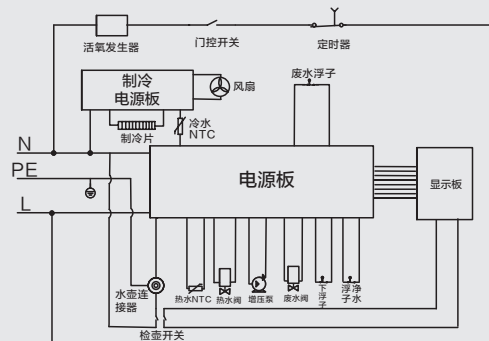 活氧发生器
门控开关
定时器
制冷
电源板
风扇
废水浮子
制冷片
冷水
NTC
N
PE
L
电源板
显示板
水壶连
接器
热水NTC
热水阀
增压泵
废水阀
下浮子
净水浮子
检壶开关